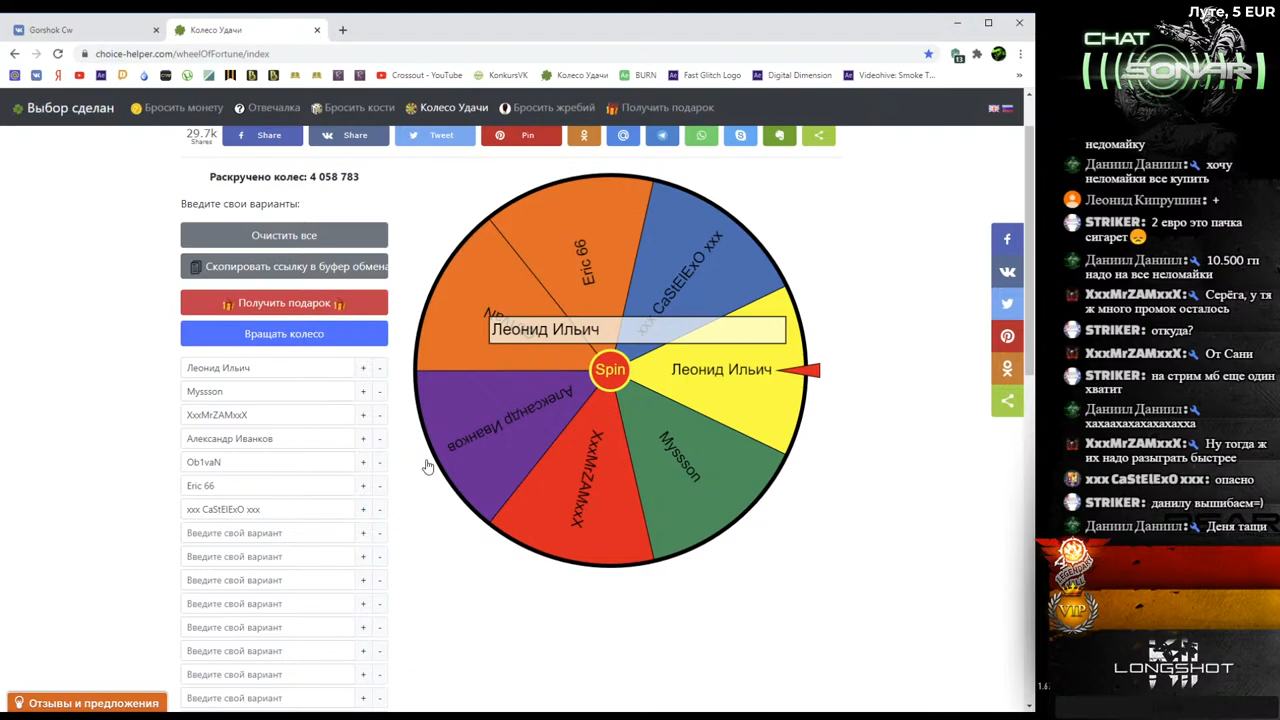 Gorshok Cw
Колесо Удачи
choice-helper.com/wheelOfFortune/index
Crossout - YouTube
KonkursVK
Колесо Удачи
BURN
Fast Glitch Logo
Digital Dimension
Videohive: Smoke T...
Выбор сделан
Бросить монету
Отвечалка
Бросить кости
Колесо Удачи
Бросить жребий
Получить подарок
29.7k
Shares
Share
Share
Tweet
Pin
Раскручено колес: 4 058 783
Введите свои варианты:
Очистить все
Скопировать ссылку в буфер обмена
Получить подарок
Вращать колесо
Леонид Ильич + -
Myssson + -
XxxMrZAMxxX + -
Александр Иванков + -
Ob1vaN + -
Eric 66 + -
xxx CaStElExO xxx + -
Введите свой вариант + -
Введите свой вариант + -
Введите свой вариант + -
Введите свой вариант + -
Введите свой вариант + -
Введите свой вариант + -
Введите свой вариант + -
Введите свой вариант + -
Отзывы и предложения
Eric 66
xxx CaStElExO xxx
Леонид Ильич
Spin
Леонид Ильич
Александр Иванков
XxxMrZAMxxX
Myssson
Луте, 5 EUR
CHAT
SONAR
недомайку
Даниил Даниил: хочу
неломайки все купить
Леонид Кипрушин: +
STRIKER: 2 евро это пачка
сигарет
Даниил Даниил: 10.500 гп
надо на все неломайки
XxxMrZAMxxX: Серёга, у тя
ж много промок осталось
STRIKER: откуда?
XxxMrZAMxxX: От Сани
STRIKER: на стрим мб еще один
хватит
Даниил Даниил:
хахаахахахахахахха
XxxMrZAMxxX: Ну тогда ж
их надо разыграть быстрее
xxx CaStElExO xxx: опасно
STRIKER: данилу вышибаем=)
Даниил Даниил: Деня тащи
VIP
LONGSHOT